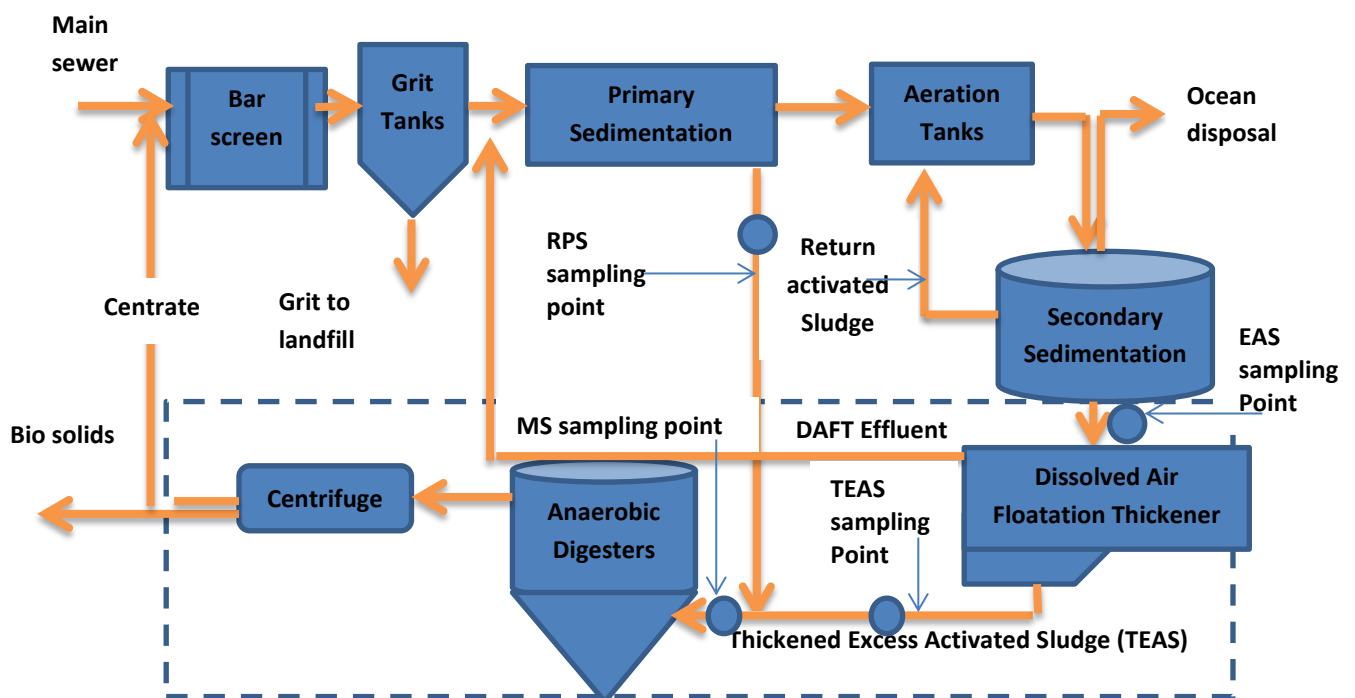 Main
sewer
Bar
screen
Grit
Tanks
Primary
Sedimentation
Aeration
Tanks
Ocean
disposal
RPS
sampling
point
Return
activated
Sludge
Centrate
Grit to
landfill
Secondary
Sedimentation
EAS
sampling
Point
Bio solids
MS sampling point
DAFT Effluent
Centrifuge
Anaerobic
Digesters
TEAS
sampling
Point
Dissolved Air
Floatation Thickener
Thickened Excess Activated Sludge (TEAS)